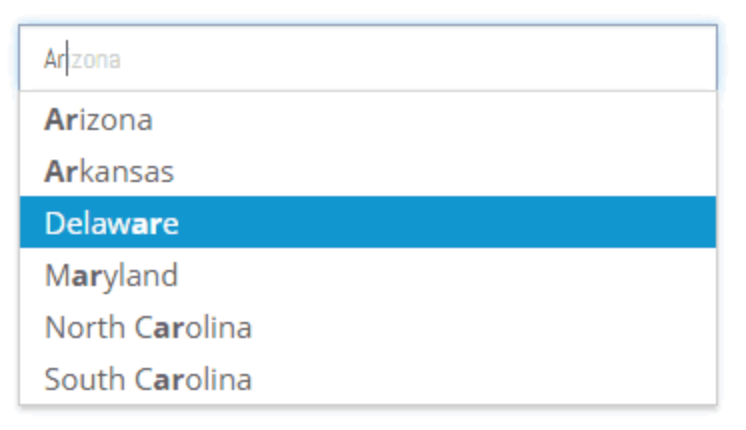 Arizona
Arizona
Arkansas
Delaware
Maryland
North Carolina
South Carolina